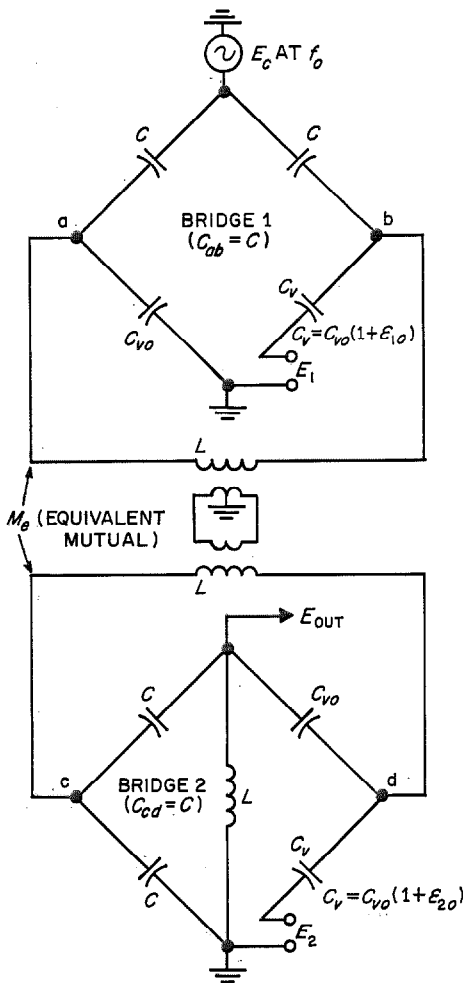 E_c AT f_o
C C
a b
BRIDGE 1
(C_ab = C)
C_v
C_vo C_v = C_vo(1+ε_1o)
E_1
L
M_e (EQUIVALENT
MUTUAL)
L
E_OUT
C C_vo
c d
BRIDGE 2
(C_cd = C)
L
C_v
C C_v = C_vo(1+ε_2o)
E_2